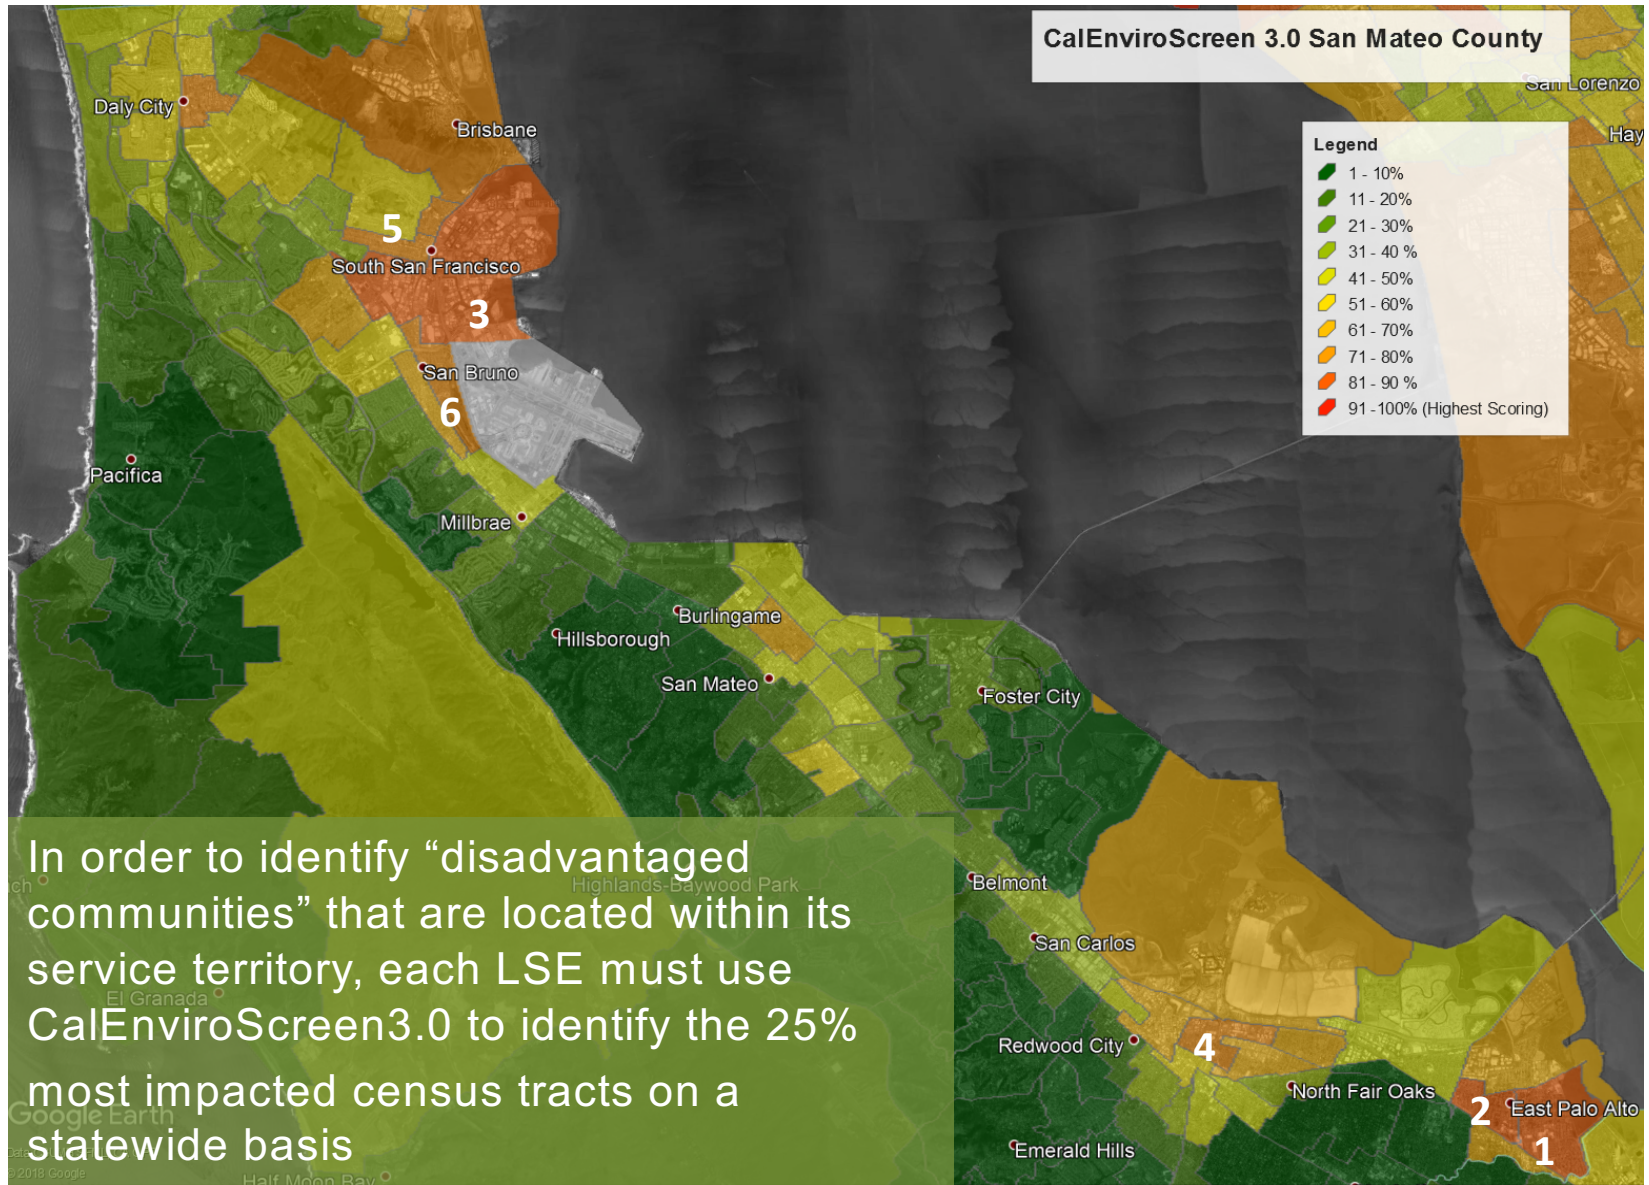 CalEnviroScreen 3.0 San Mateo County
San Lorenzo
Hay
Daly City
Brisbane
Legend
1 - 10%
11 - 20%
21 - 30%
31 - 40 %
41 - 50%
51 - 60%
61 - 70%
71 - 80%
81 - 90 %
91 -100% (Highest Scoring)
5
South San Francisco
3
San Bruno
6
Pacifica
Millbrae
Burlingame
Hillsborough
San Mateo
Foster City
In order to identify “disadvantaged
communities” that are located within its
service territory, each LSE must use
CalEnviroScreen3.0 to identify the 25%
most impacted census tracts on a
statewide basis
Highlands-Baywood Park
El Granada
Google Earth
© 2018 Google
Half Moon Bay
Belmont
San Carlos
Redwood City
4
North Fair Oaks
2
East Palo Alto
1
Emerald Hills